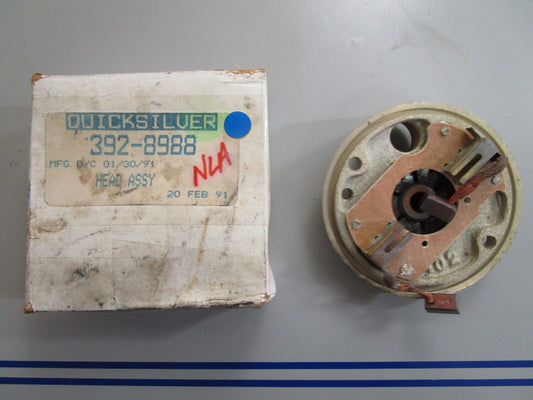 QUICKSILVER
392-8988
MFG D/C 01/30/91
NLA
HEAD ASSY
20 FEB 91